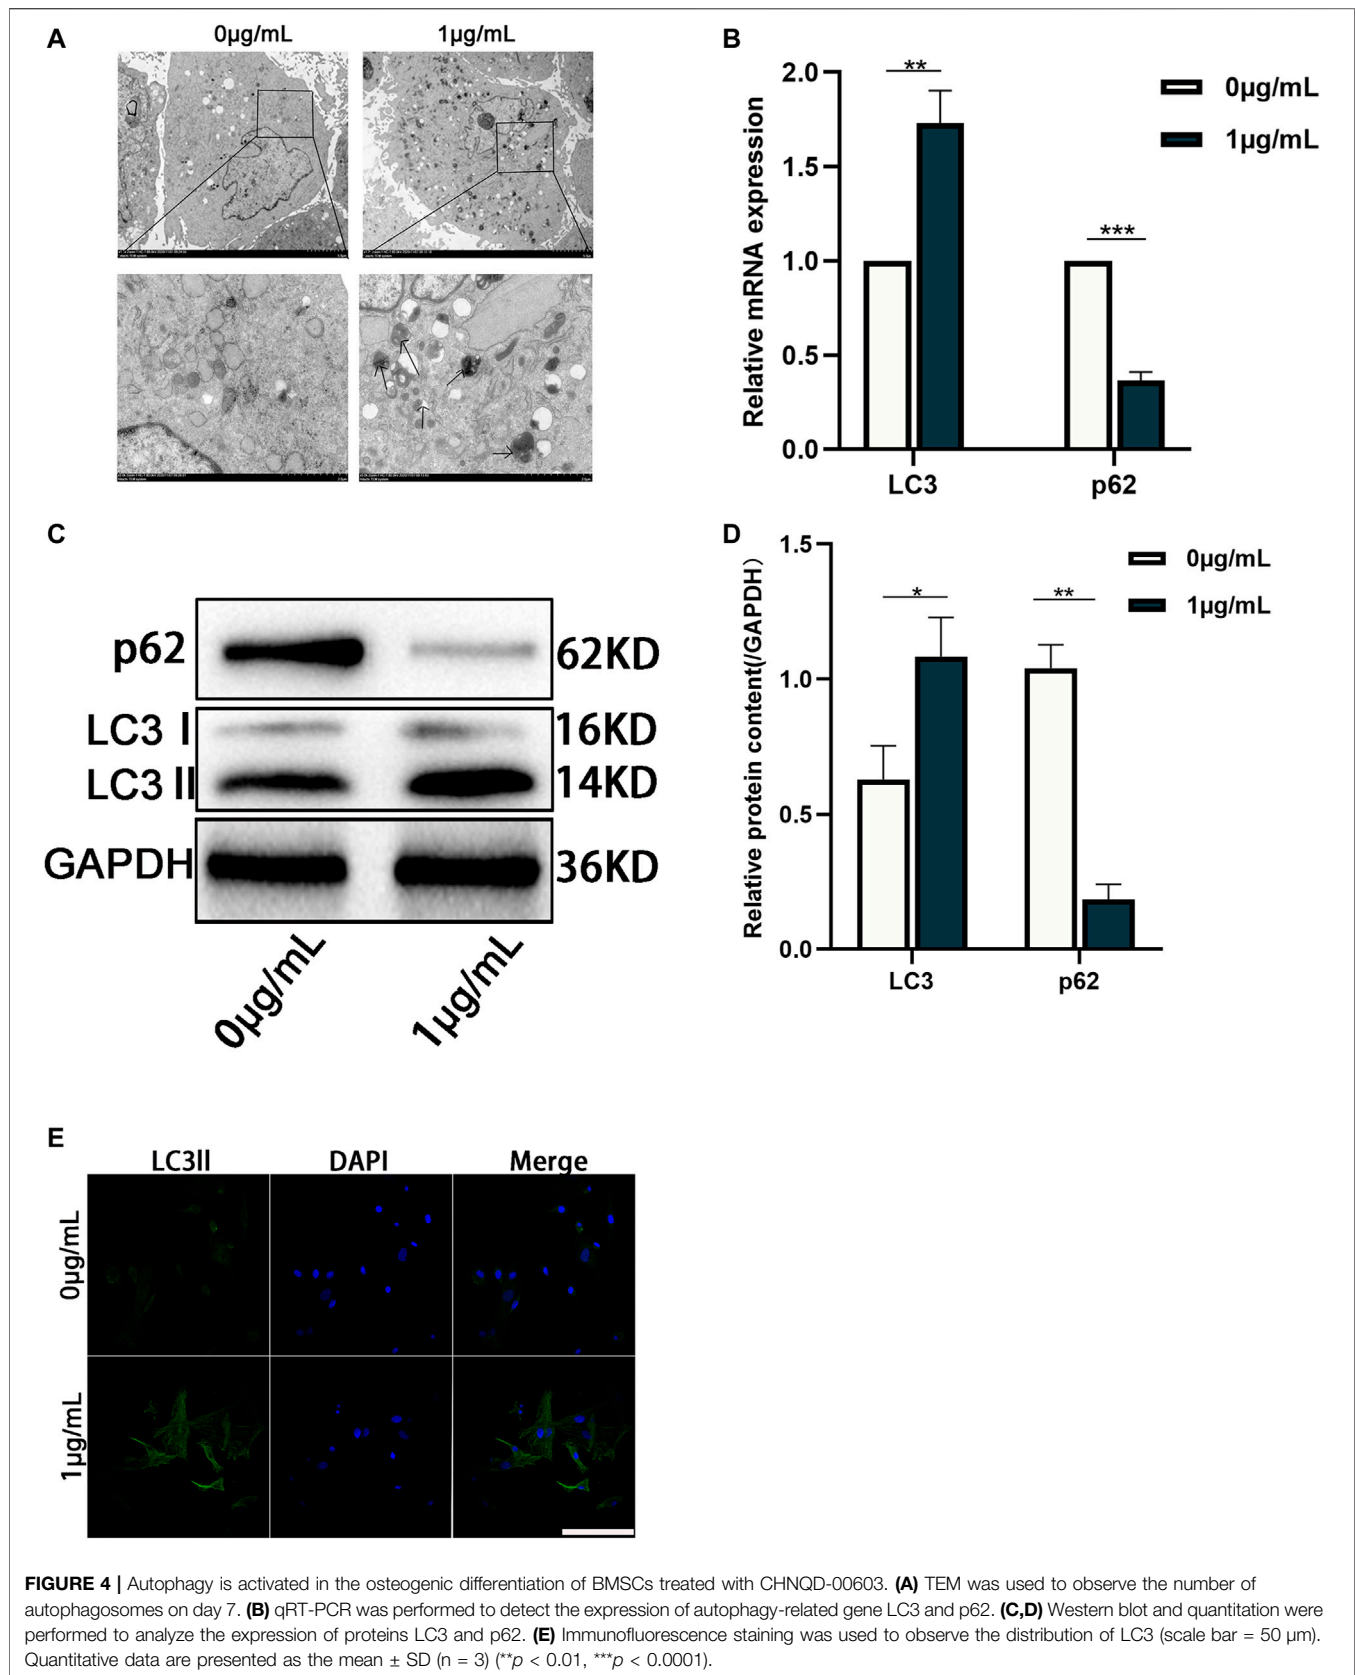 A
0µg/mL
1µg/mL
B
2.0
1.5
1.0
0.5
0.0
Relative mRNA expression
**
***
0µg/mL
1µg/mL
LC3
p62
C
p62
62KD
LC3 I
16KD
LC3 II
14KD
GAPDH
36KD
0µg/mL
1µg/mL
D
1.5
1.0
0.5
0.0
Relative protein content(/GAPDH)
*
**
0µg/mL
1µg/mL
LC3
p62
E
LC3II
DAPI
Merge
0µg/mL
1µg/mL
FIGURE 4 | Autophagy is activated in the osteogenic differentiation of BMSCs treated with CHNQD-00603. (A) TEM was used to observe the number of
autophagosomes on day 7. (B) qRT-PCR was performed to detect the expression of autophagy-related gene LC3 and p62. (C,D) Western blot and quantitation were
performed to analyze the expression of proteins LC3 and p62. (E) Immunofluorescence staining was used to observe the distribution of LC3 (scale bar = 50 µm).
Quantitative data are presented as the mean ± SD (n = 3) (**p < 0.01, ***p < 0.0001).